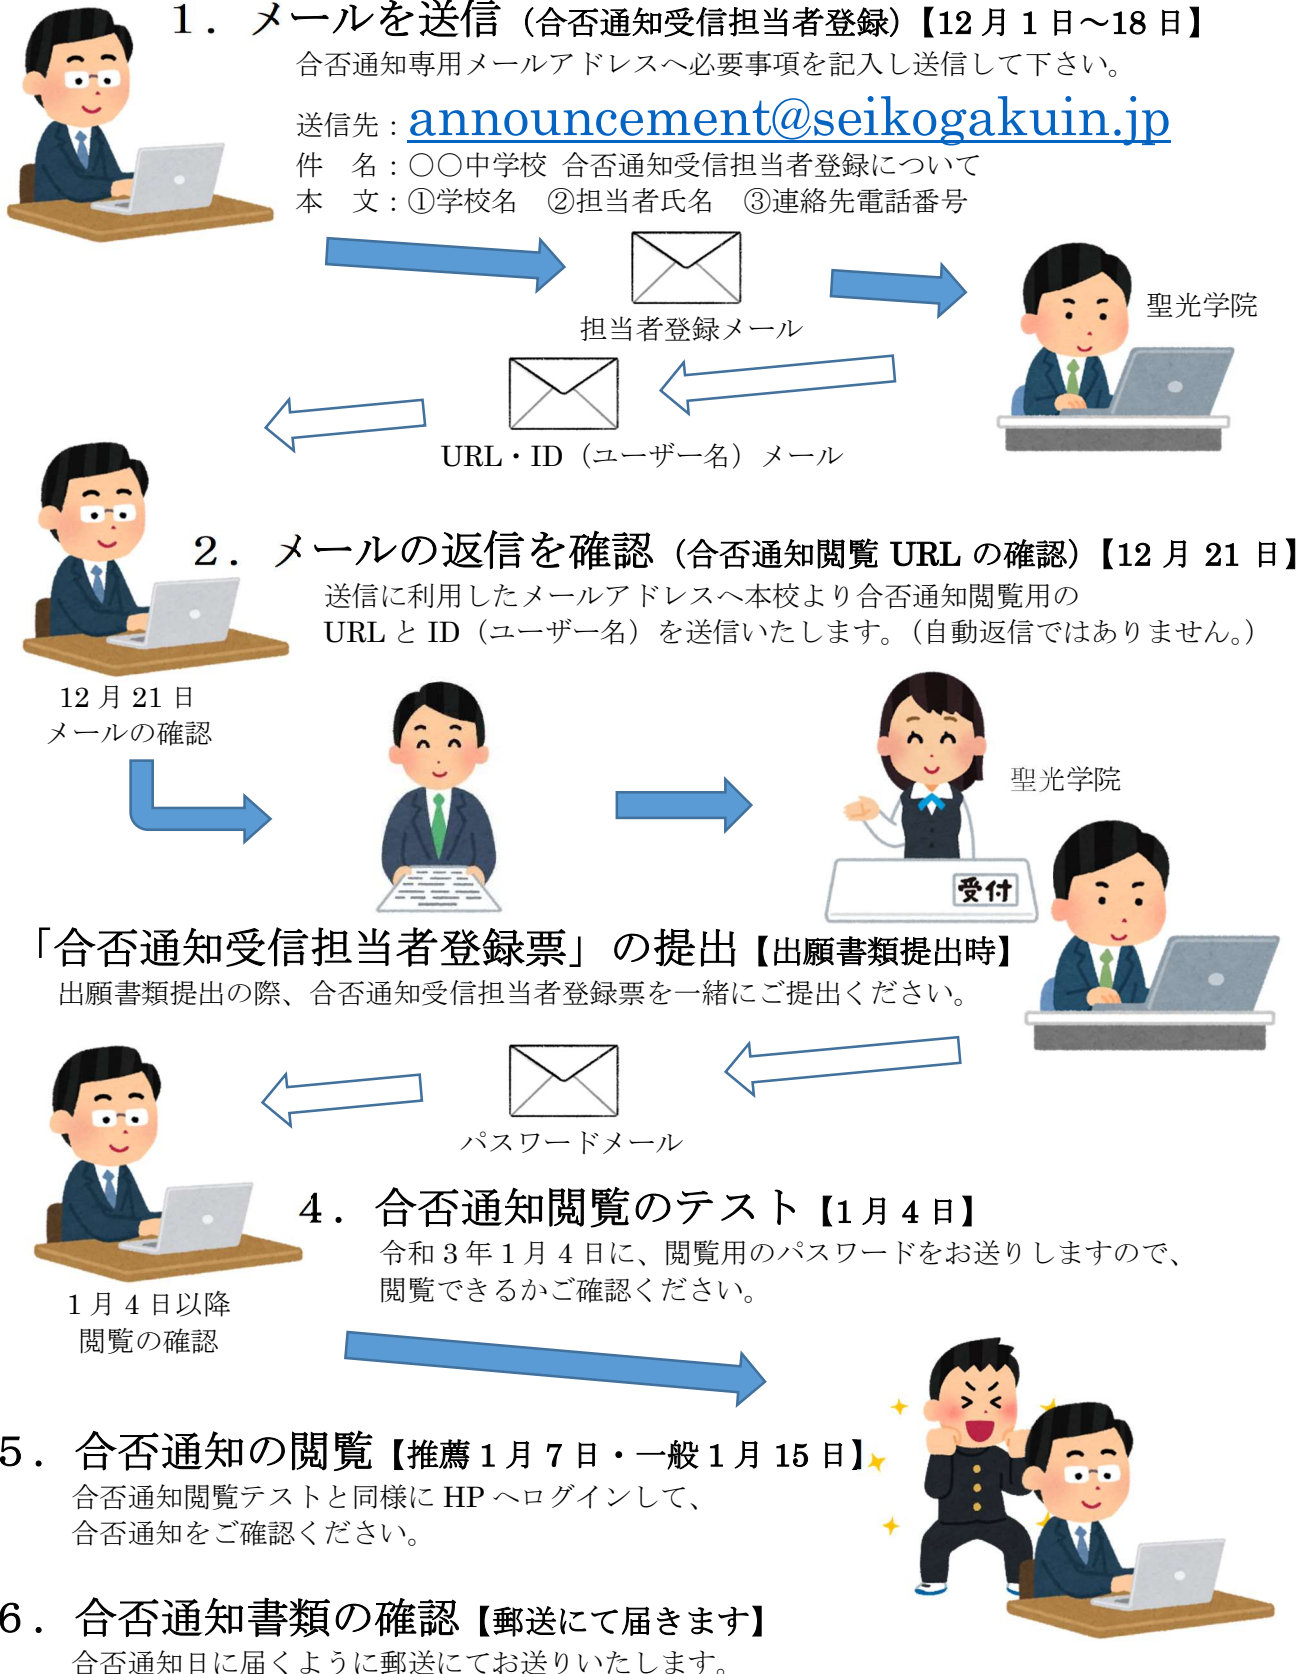 １．メールを送信（合否通知受信担当者登録）【12月1日～18日】
合否通知専用メールアドレスへ必要事項を記入し送信して下さい。
送信先：announcement@seikogakuin.jp
件　名：〇〇中学校 合否通知受信担当者登録について
本　文：①学校名　②担当者氏名　③連絡先電話番号
聖光学院
担当者登録メール
URL・ID（ユーザー名）メール
２．メールの返信を確認（合否通知閲覧 URL の確認）【12月 21 日】
送信に利用したメールアドレスへ本校より合否通知閲覧用の
URL と ID（ユーザー名）を送信いたします。（自動返信ではありません。）
12月21日
メールの確認
聖光学院
受付
「合否通知受信担当者登録票」の提出【出願書類提出時】
出願書類提出の際、合否通知受信担当者登録票を一緒にご提出ください。
パスワードメール
４．合否通知閲覧のテスト【1月4日】
令和3年1月4日に、閲覧用のパスワードをお送りしますので、
閲覧できるかご確認ください。
1月4日以降
閲覧の確認
５．合否通知の閲覧【推薦1月7日・一般1月15日】
合否通知閲覧テストと同様に HP へログインして、
合否通知をご確認ください。
６．合否通知書類の確認【郵送にて届きます】
合否通知日に届くように郵送にてお送りいたします。